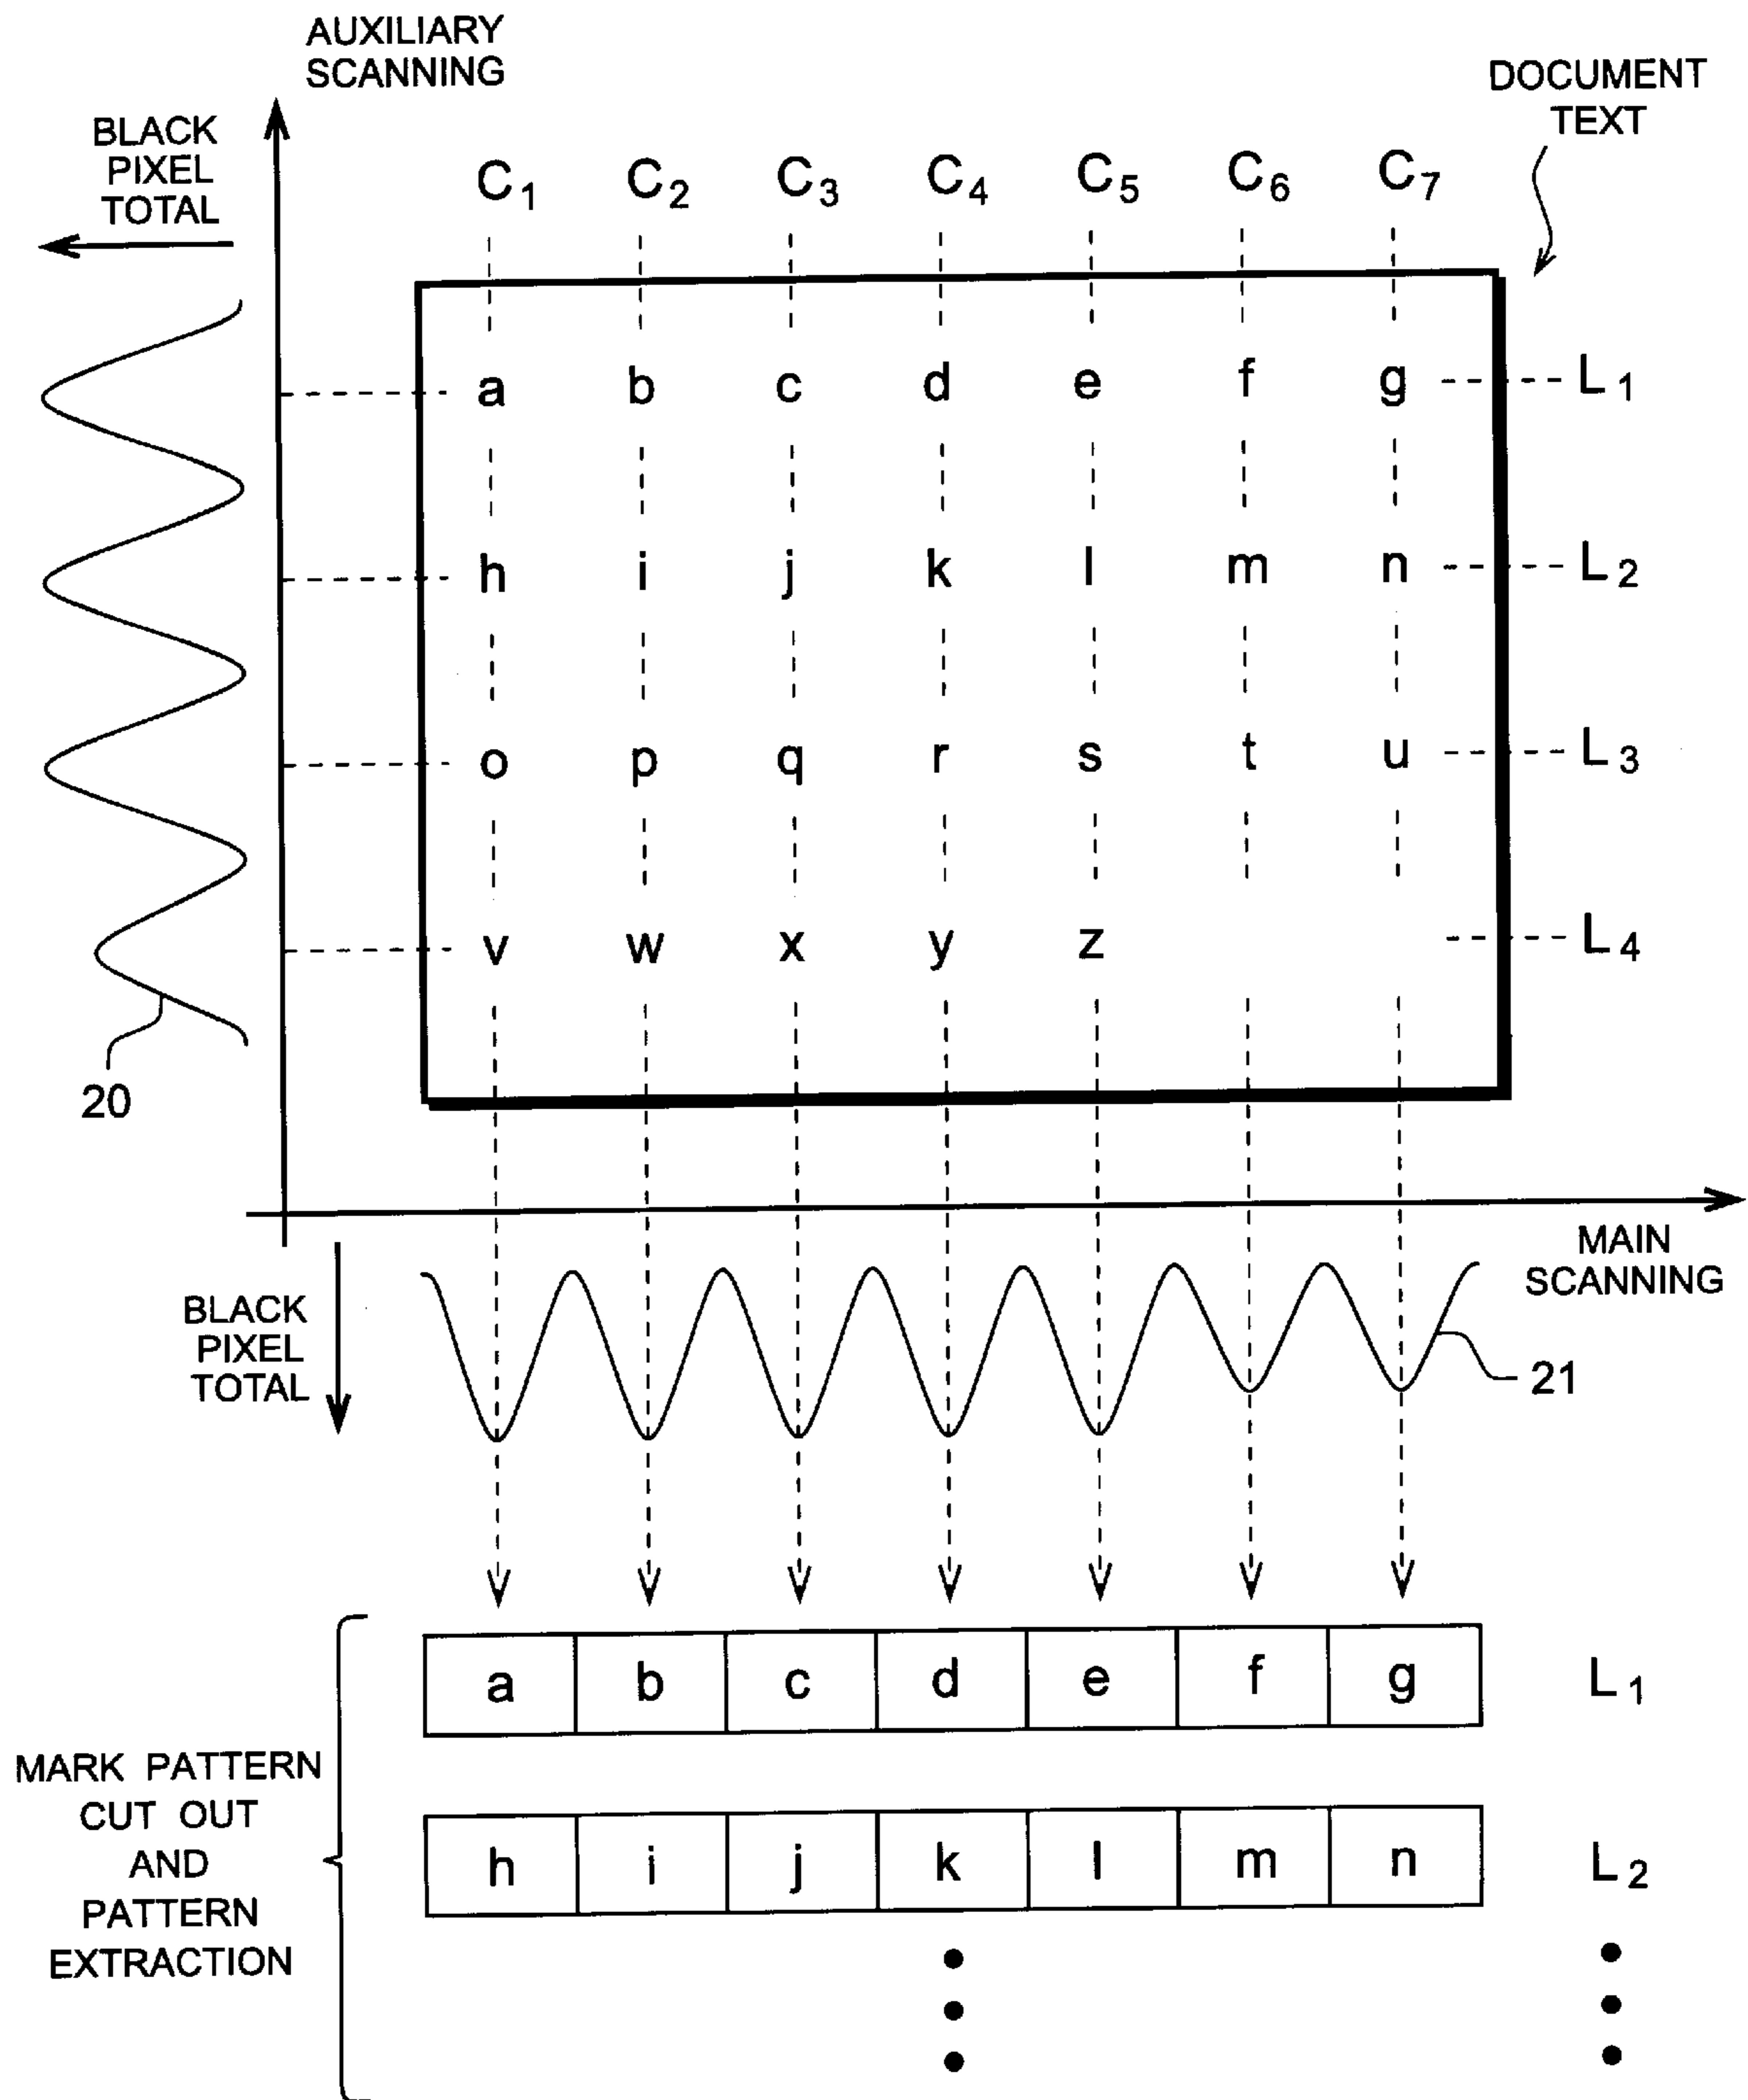 AUXILIARY
SCANNING
DOCUMENT
TEXT
BLACK
PIXEL
TOTAL
C₁ C₂ C₃ C₄ C₅ C₆ C₇
a b c d e f g L₁
h i j k l m n L₂
o p q r s t u L₃
v w x y z L₄
20
MAIN
SCANNING
BLACK
PIXEL
TOTAL
21
a b c d e f g L₁
MARK PATTERN
CUT OUT
AND
PATTERN
EXTRACTION
h i j k l m n L₂